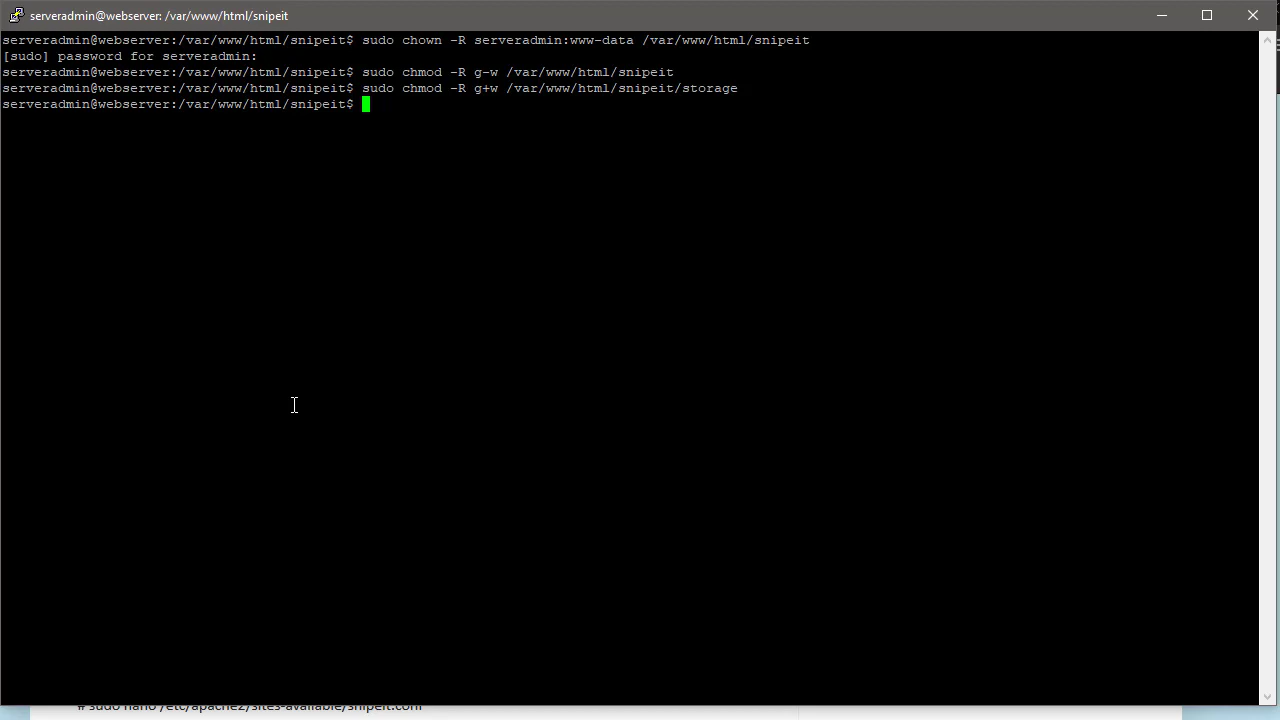 serveradmin@webserver: /var/www/html/snipeit
serveradmin@webserver:/var/www/html/snipeit$ sudo chown -R serveradmin:www-data /var/www/html/snipeit
[sudo] password for serveradmin:
serveradmin@webserver:/var/www/html/snipeit$ sudo chmod -R g-w /var/www/html/snipeit
serveradmin@webserver:/var/www/html/snipeit$ sudo chmod -R g+w /var/www/html/snipeit/storage
serveradmin@webserver:/var/www/html/snipeit$
# sudo nano /etc/apache2/sites-available/snipeit.conf